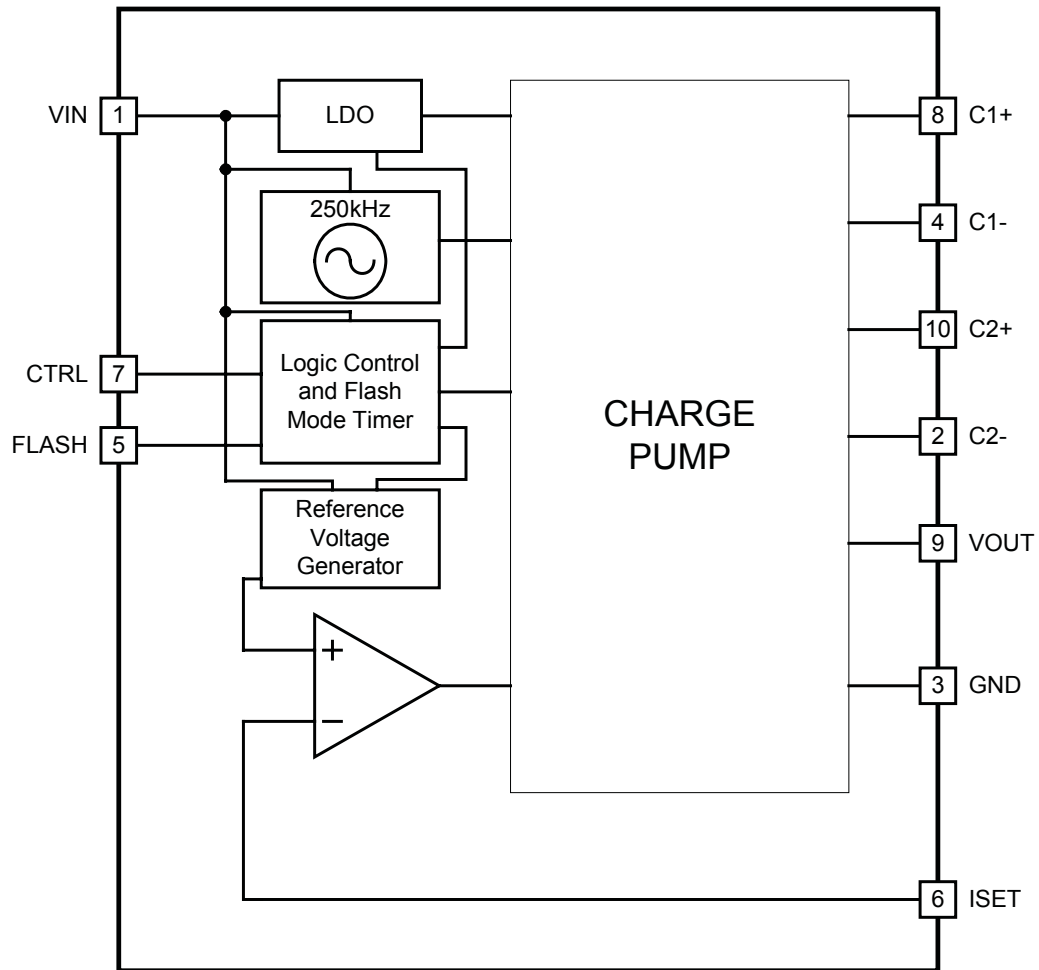 VIN
1
LDO
8
C1+
250kHz
4
C1-
10
C2+
CTRL
7
Logic Control
and Flash
Mode Timer
CHARGE
PUMP
FLASH
5
2
C2-
Reference
Voltage
Generator
9
VOUT
+
−
3
GND
6
ISET